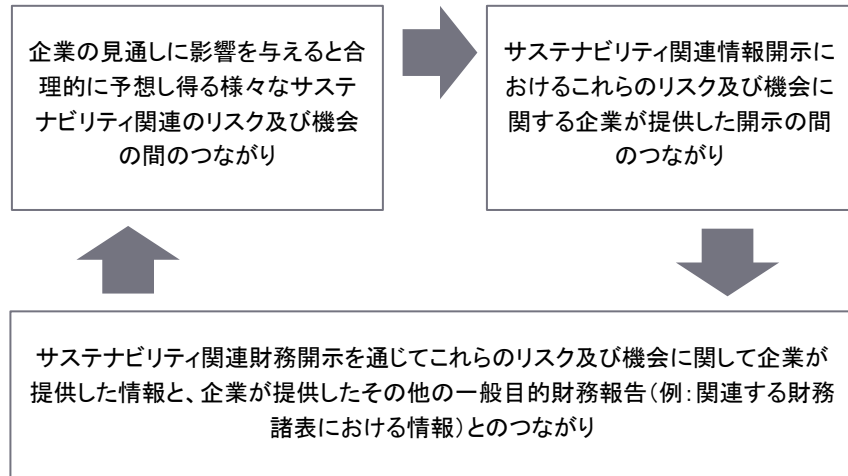 企業の見通しに影響を与えると合
理的に予想し得る様々なサステ
ナビリティ関連のリスク及び機会
の間のつながり
サステナビリティ関連情報開示に
おけるこれらのリスク及び機会に
関する企業が提供した開示の間
のつながり
サステナビリティ関連財務開示を通じてこれらのリスク及び機会に関して企業が
提供した情報と、企業が提供したその他の一般目的財務報告(例:関連する財務
諸表における情報)とのつながり